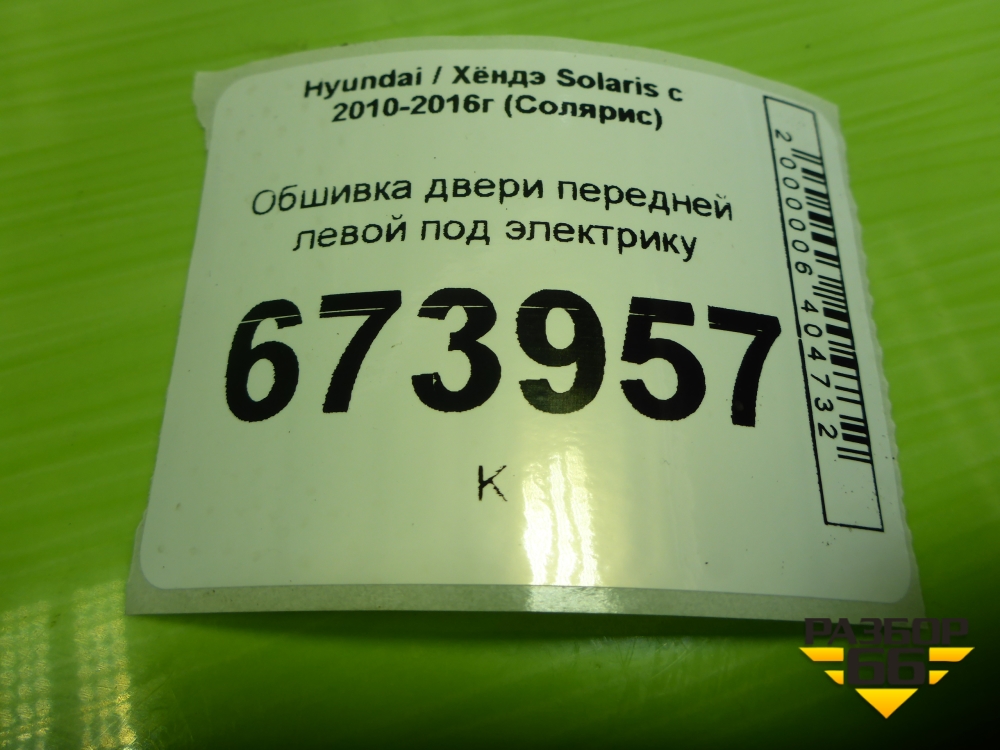 Hyundai / Хёндэ Solaris с
2010-2016г (Солярис)
Обшивка двери передней
левой под электрику
673957
К
2000006404732
РАЗБОР
66